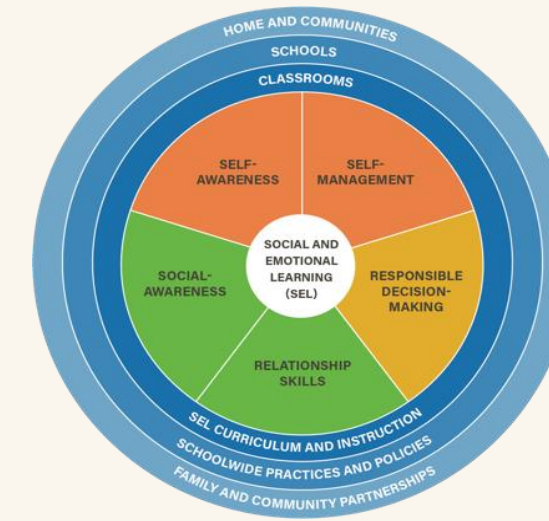 HOME AND COMMUNITIES
SCHOOLS
CLASSROOMS
SELF-
AWARENESS
SELF-
MANAGEMENT
SOCIAL AND
EMOTIONAL
LEARNING
(SEL)
SOCIAL-
AWARENESS
RESPONSIBLE
DECISION-
MAKING
RELATIONSHIP
SKILLS
SEL CURRICULUM AND INSTRUCTION
SCHOOLWIDE PRACTICES AND POLICIES
FAMILY AND COMMUNITY PARTNERSHIPS